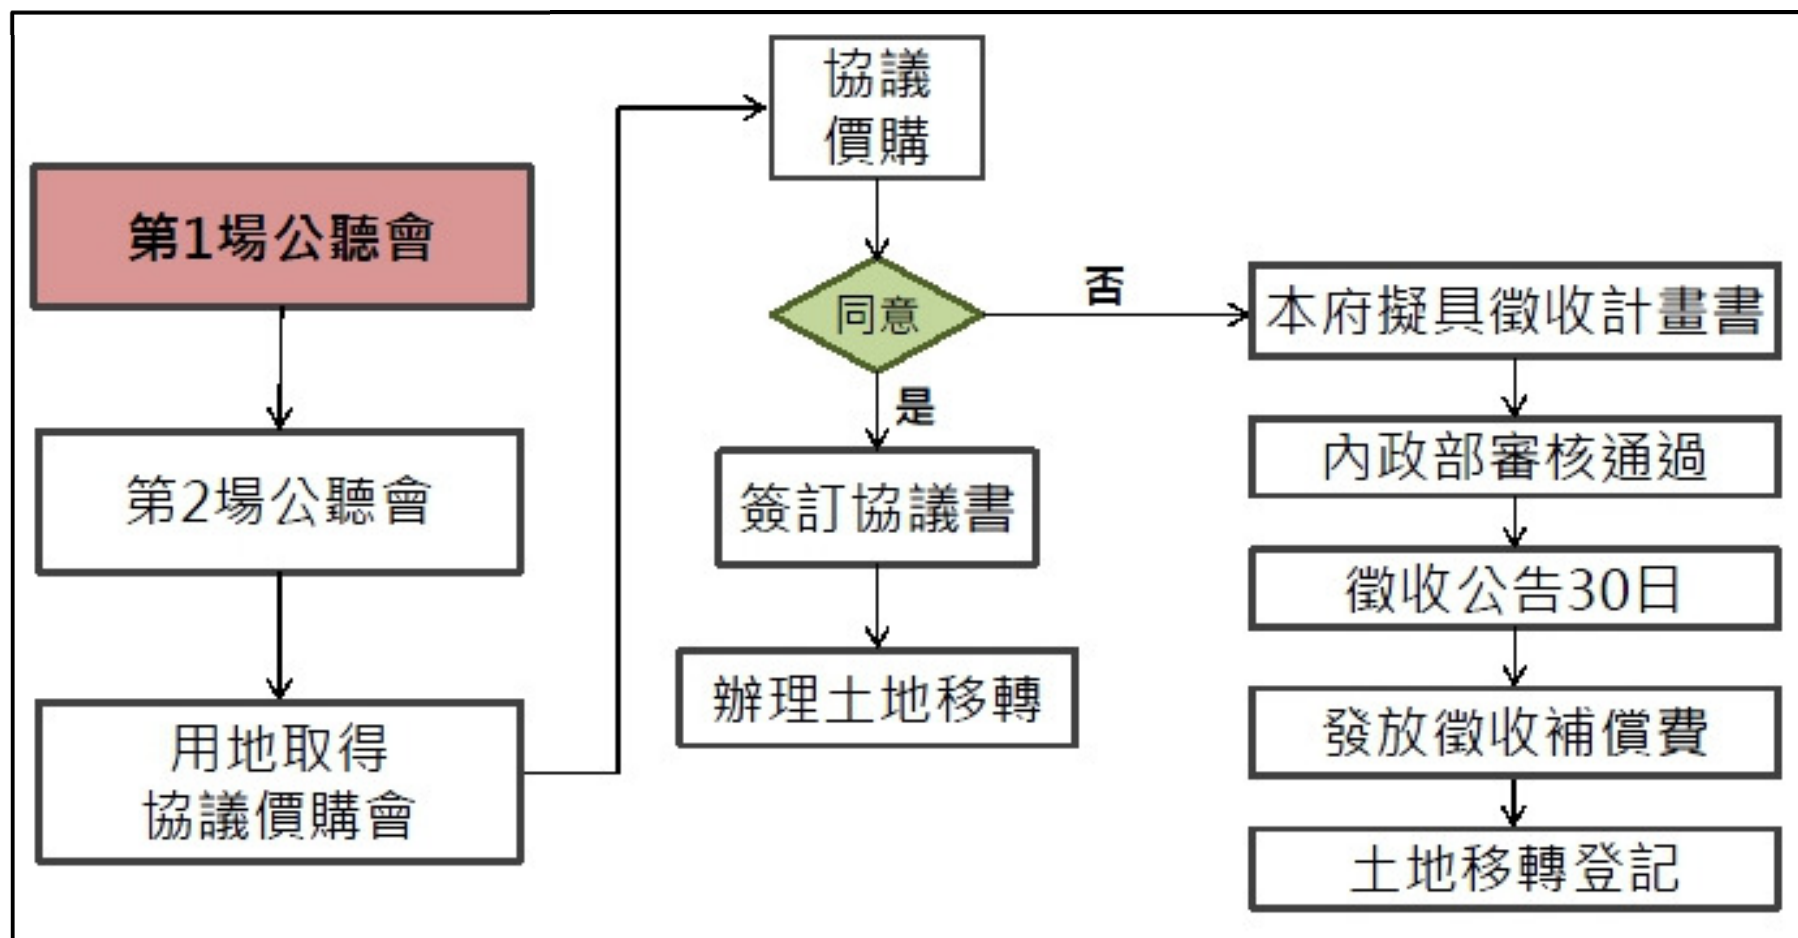 第1場公聽會
第2場公聽會
用地取得
協議價購會
協議
價購
同意
否
是
簽訂協議書
辦理土地移轉
本府擬具徵收計畫書
內政部審核通過
徵收公告30日
發放徵收補償費
土地移轉登記